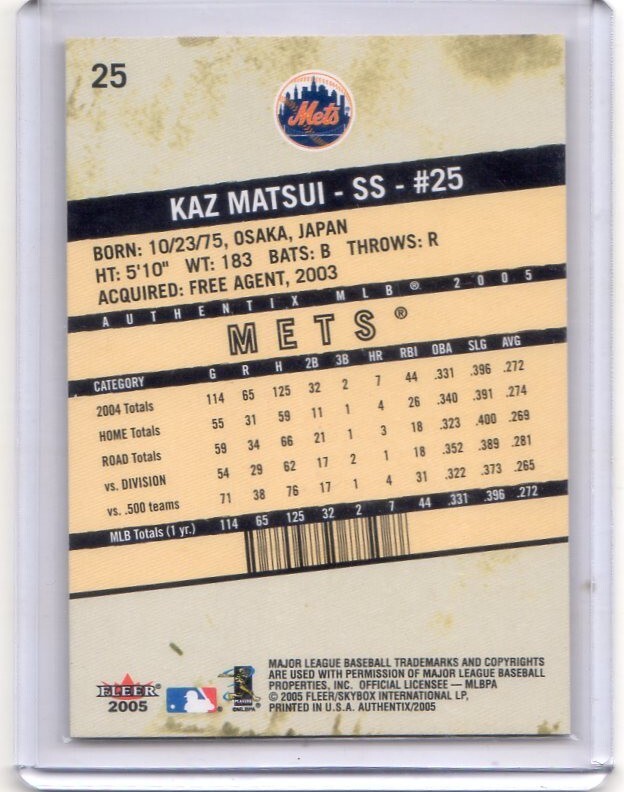 25
Mets
KAZ MATSUI - SS - #25
BORN: 10/23/75, OSAKA, JAPAN
HT: 5'10" WT: 183 BATS: B THROWS: R
ACQUIRED: FREE AGENT, 2003
AUTHENTIX MLB® 2005
METS®
CATEGORY G R H 2B 3B HR RBI OBA SLG AVG
2004 Totals 114 65 125 32 2 7 44 .331 .396 .272
HOME Totals 55 31 59 11 1 4 26 .340 .391 .274
ROAD Totals 59 34 66 21 1 3 18 .323 .400 .269
vs. DIVISION 54 29 62 17 2 1 18 .352 .389 .281
vs. .500 teams 71 38 76 17 1 4 31 .322 .373 .265
MLB Totals (1 yr.) 114 65 125 32 2 7 44 .331 .396 .272
FLEER
2005
PLAYERS
©MLBPA
MAJOR LEAGUE BASEBALL TRADEMARKS AND COPYRIGHTS
ARE USED WITH PERMISSION OF MAJOR LEAGUE BASEBALL
PROPERTIES, INC. OFFICIAL LICENSEE — MLBPA
© 2005 FLEER/SKYBOX INTERNATIONAL LP,
PRINTED IN U.S.A. AUTHENTIX/2005